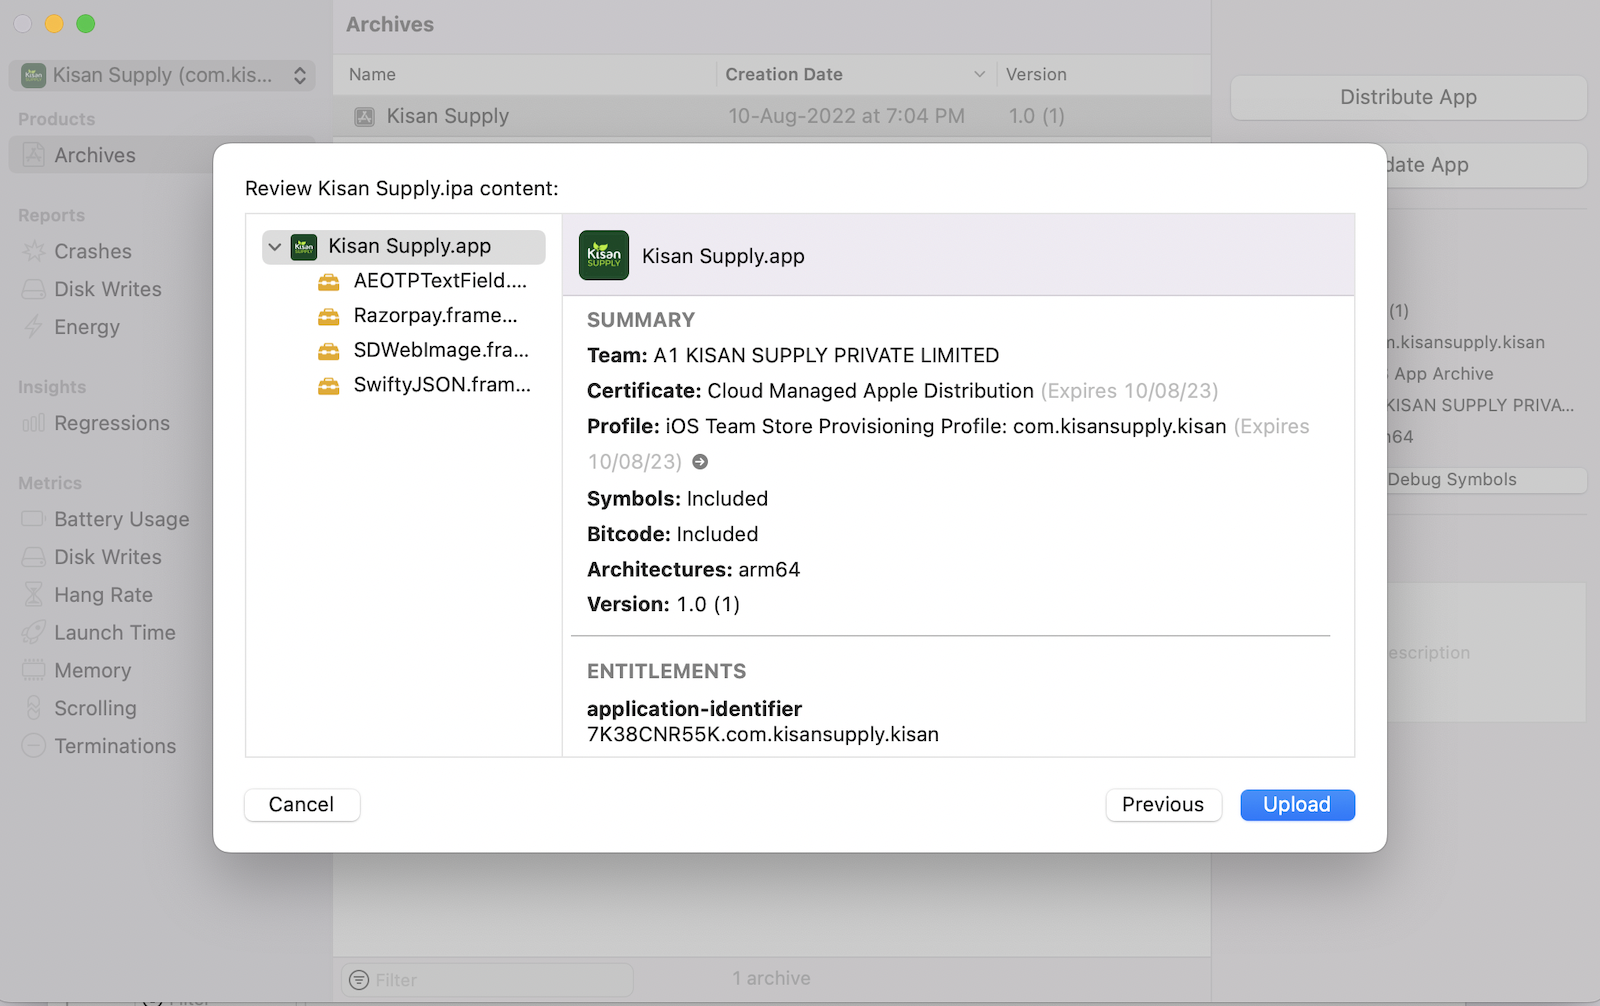 Archives
Kisan Supply (com.kis...
Name
Creation Date
Version
Distribute App
Products
Kisan Supply
10-Aug-2022 at 7:04 PM
1.0 (1)
Archives
date App
Review Kisan Supply.ipa content:
Reports
Crashes
Disk Writes
Energy
Insights
Regressions
Metrics
Battery Usage
Disk Writes
Hang Rate
Launch Time
Memory
Scrolling
Terminations
Kisan Supply.app
AEOTPTextField....
Razorpay.frame...
SDWebImage.fra...
SwiftyJSON.fram...
Kisan SUPPLY
Kisan Supply.app
SUMMARY
Team: A1 KISAN SUPPLY PRIVATE LIMITED
Certificate: Cloud Managed Apple Distribution (Expires 10/08/23)
Profile: iOS Team Store Provisioning Profile: com.kisansupply.kisan (Expires
10/08/23)
Symbols: Included
Bitcode: Included
Architectures: arm64
Version: 1.0 (1)
ENTITLEMENTS
application-identifier
7K38CNR55K.com.kisansupply.kisan
(1)
n.kisansupply.kisan
App Archive
KISAN SUPPLY PRIVA...
Debug Symbols
escription
Cancel
Previous
Upload
Filter
1 archive